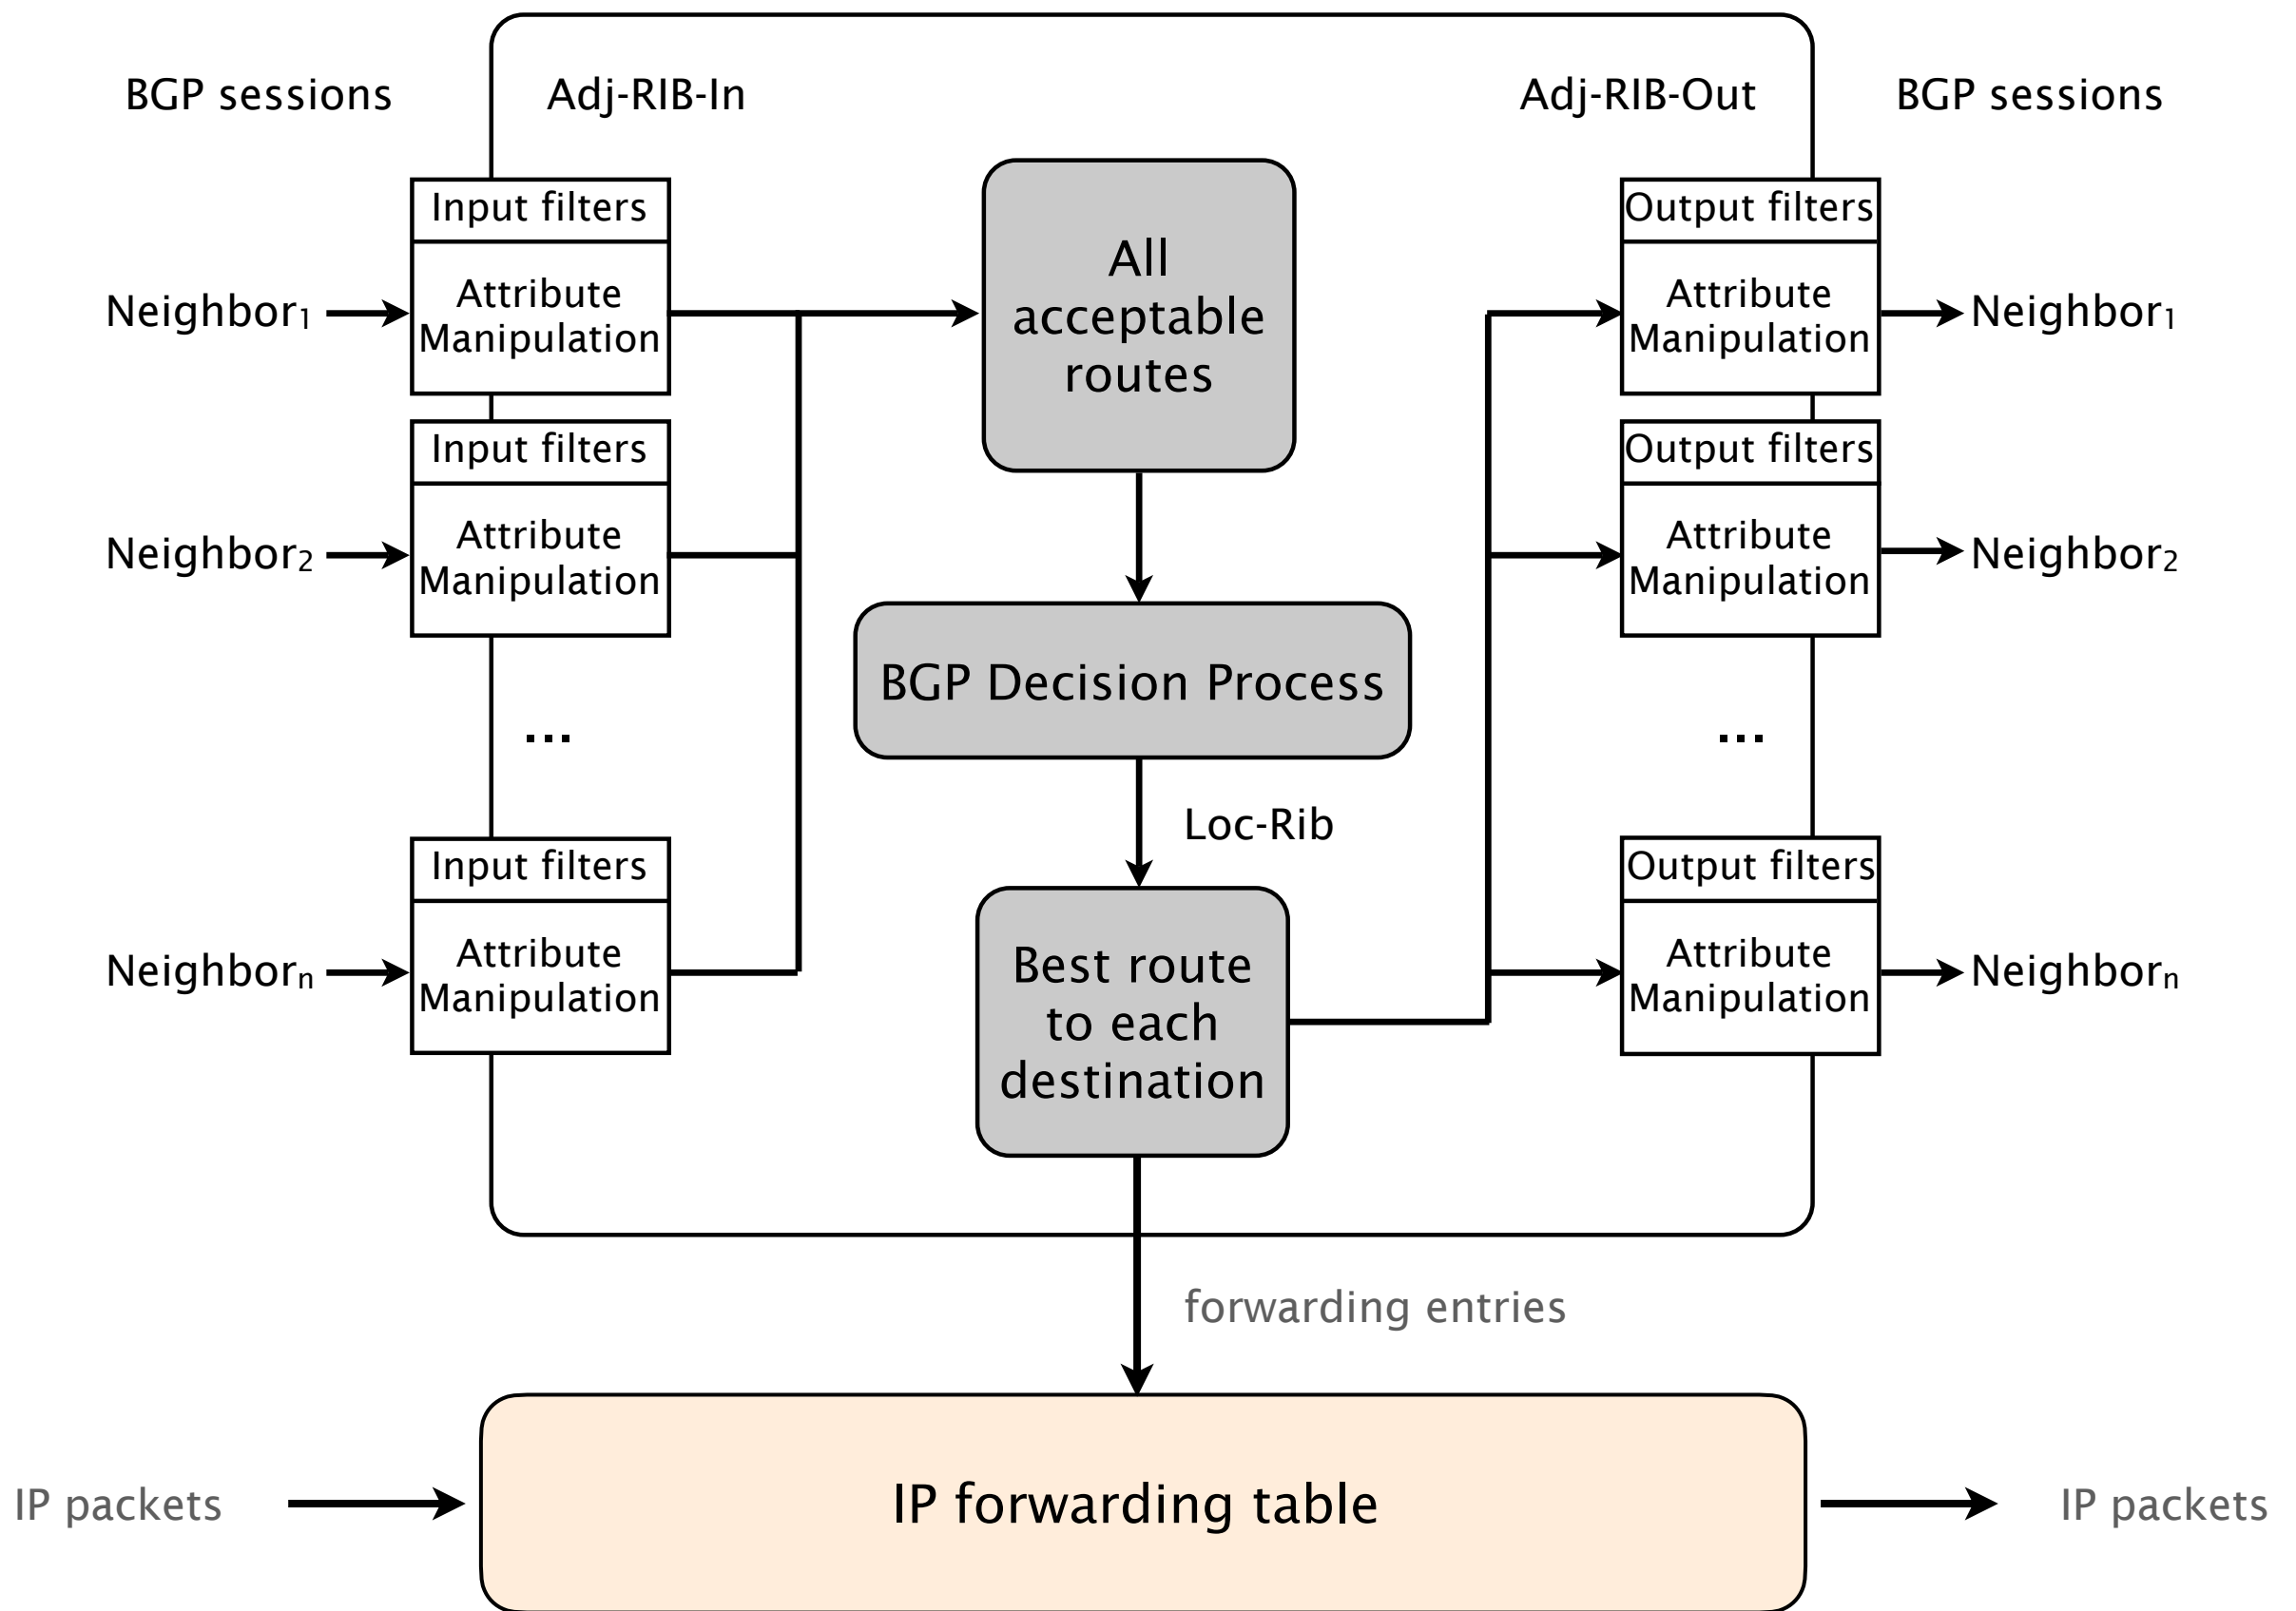 BGP sessions
Adj-RIB-In
Adj-RIB-Out
BGP sessions
Input filters
Attribute
Manipulation
Neighbor1
All
acceptable
routes
Output filters
Attribute
Manipulation
Neighbor1
Input filters
Attribute
Manipulation
Neighbor2
Output filters
Attribute
Manipulation
Neighbor2
BGP Decision Process
...
...
Loc-Rib
Input filters
Attribute
Manipulation
Neighborn
Best route
to each
destination
Output filters
Attribute
Manipulation
Neighborn
forwarding entries
IP packets
IP forwarding table
IP packets